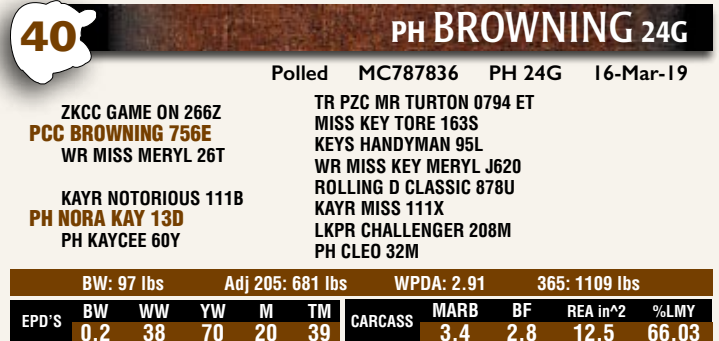 40
PH BROWNING 24G
Polled MC787836 PH 24G 16-Mar-19
ZKCC GAME ON 266Z
PCC BROWNING 756E
WR MISS MERYL 26T
KAYR NOTORIOUS 111B
PH NORA KAY 13D
PH KAYCEE 60Y
TR PZC MR TURTON 0794 ET
MISS KEY TORE 163S
KEYS HANDYMAN 95L
WR MISS KEY MERYL J620
ROLLING D CLASSIC 878U
KAYR MISS 111X
LKPR CHALLENGER 208M
PH CLEO 32M
BW: 97 lbs Adj 205: 681 lbs WPDA: 2.91 365: 1109 lbs
EPD'S BW WW YW M TM CARCASS MARB BF REA in^2 %LMY
0.2 38 70 20 39 3.4 2.8 12.5 66.03